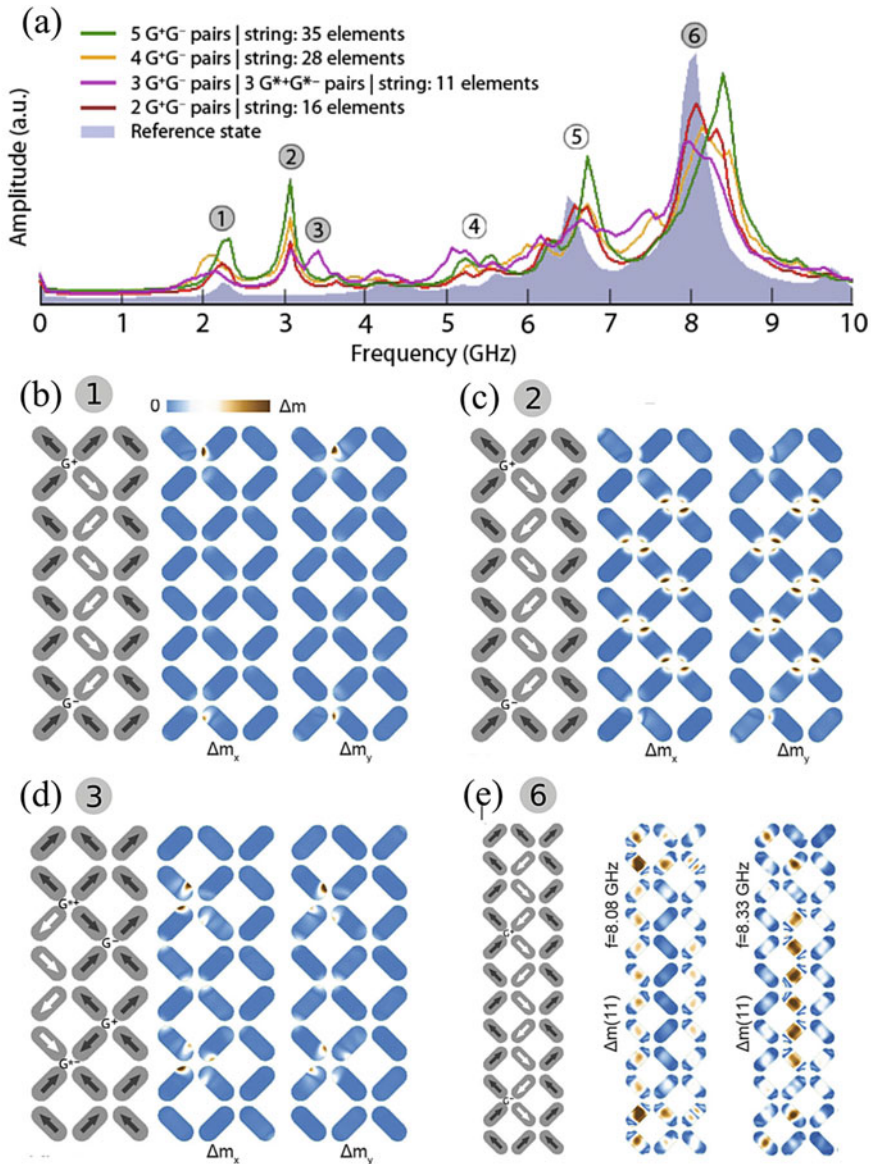 (a)
5 G⁺G⁻ pairs | string: 35 elements
4 G⁺G⁻ pairs | string: 28 elements
3 G⁺G⁻ pairs | 3 G*⁺G*⁻ pairs | string: 11 elements
2 G⁺G⁻ pairs | string: 16 elements
Reference state
Amplitude (a.u.)
1
2
3
4
5
6
0 1 2 3 4 5 6 7 8 9 10
Frequency (GHz)
(b) 1
0 Δm
G⁺
G⁻
Δmₓ Δm_y
(c) 2
G⁺
G⁻
Δmₓ Δm_y
(d) 3
G*⁺
G⁻
G⁺
G*⁻
Δmₓ Δm_y
(e) 6
G⁺
G⁻
f=8.08 GHz
Δm(11)
f=8.33 GHz
Δm(11)